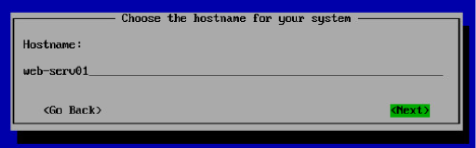 Choose the hostname for your system
Hostname:
web-serv01
<Go Back> <Next>